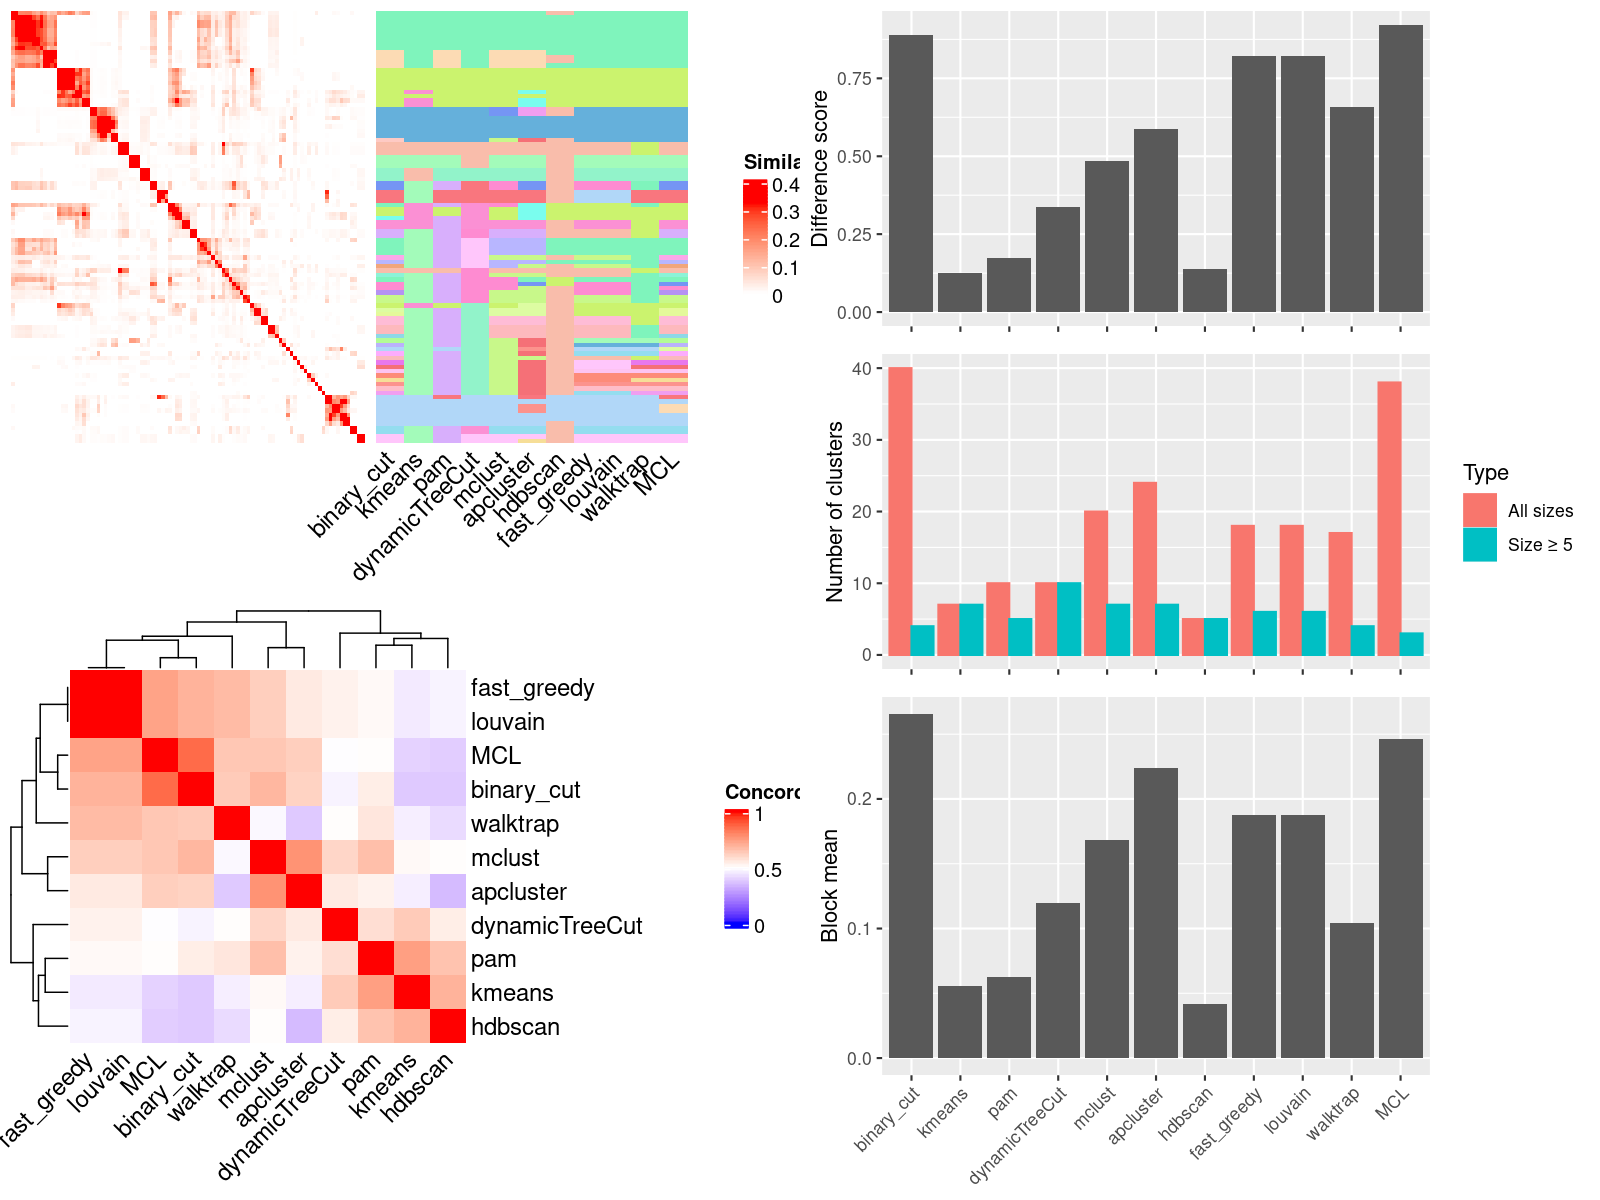 Simila
0.4
0.3
0.2
0.1
0
binary_cut
kmeans
pam
dynamicTreeCut
mclust
apcluster
hdbscan
fast_greedy
louvain
walktrap
MCL
Difference score
0.75
0.50
0.25
0.00
Number of clusters
40
30
20
10
0
Type
All sizes
Size ≥ 5
Block mean
0.2
0.1
0.0
binary_cut
kmeans
pam
dynamicTreeCut
mclust
apcluster
hdbscan
fast_greedy
louvain
walktrap
MCL
fast_greedy
louvain
MCL
binary_cut
walktrap
mclust
apcluster
dynamicTreeCut
pam
kmeans
hdbscan
fast_greedy
louvain
MCL
binary_cut
walktrap
mclust
apcluster
dynamicTreeCut
pam
kmeans
hdbscan
Concord
1
0.5
0